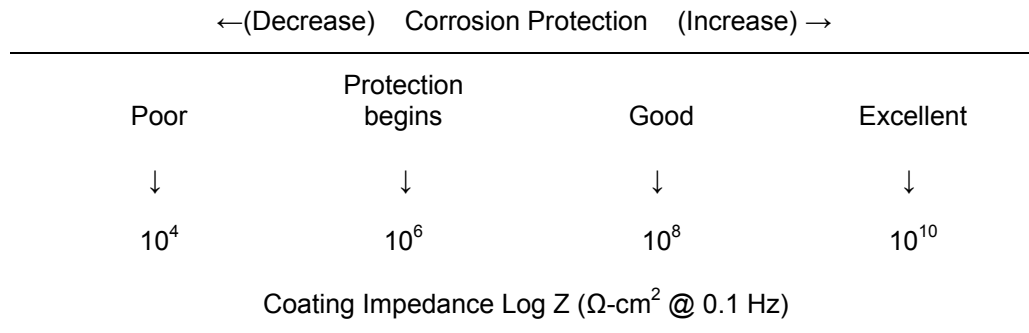 ←(Decrease) Corrosion Protection (Increase) →
Poor Protection begins Good Excellent
↓ ↓ ↓ ↓
10⁴ 10⁶ 10⁸ 10¹⁰
Coating Impedance Log Z (Ω-cm² @ 0.1 Hz)